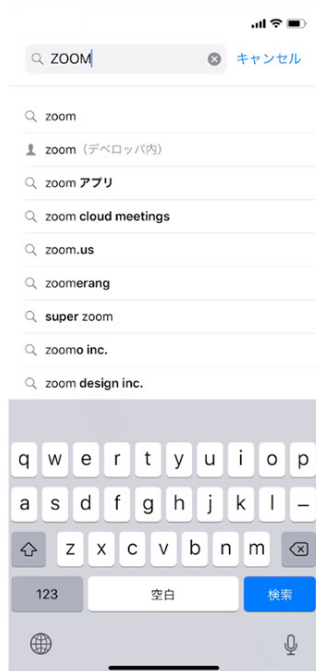 ZOOM キャンセル
zoom
zoom（デベロッパ内）
zoom アプリ
zoom cloud meetings
zoom.us
zoomerang
super zoom
zoomo inc.
zoom design inc.
q w e r t y u i o p
a s d f g h j k l –
z x c v b n m
123 空白 検索